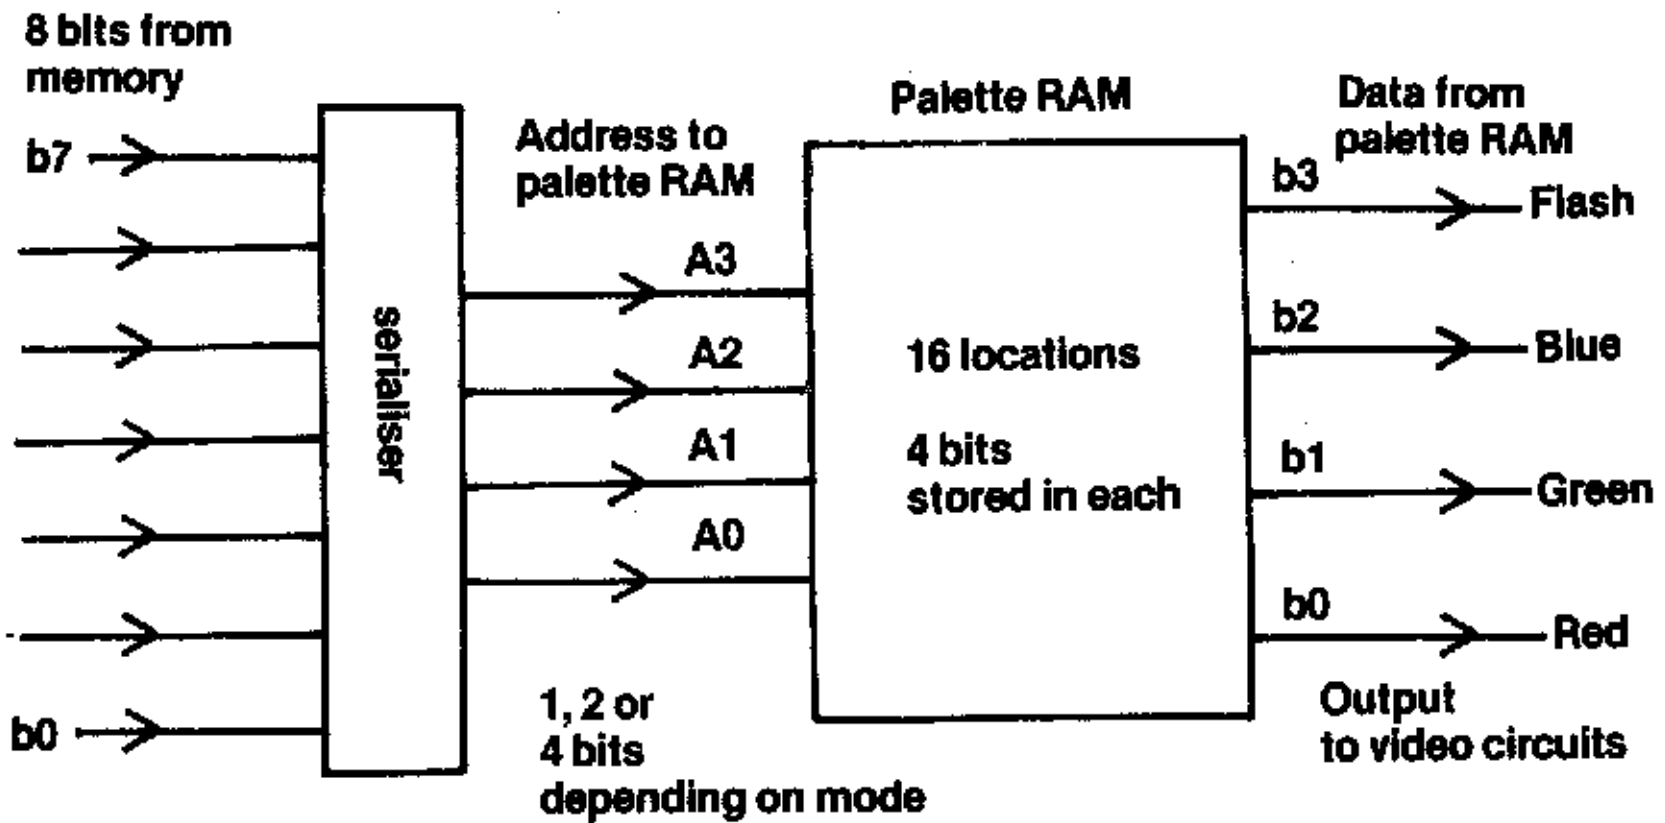 8 bits from
memory
b7
b0
serialiser
Address to
palette RAM
A3
A2
A1
A0
1, 2 or
4 bits
depending on mode
Palette RAM
16 locations
4 bits
stored in each
Data from
palette RAM
b3
Flash
b2
Blue
b1
Green
b0
Red
Output
to video circuits